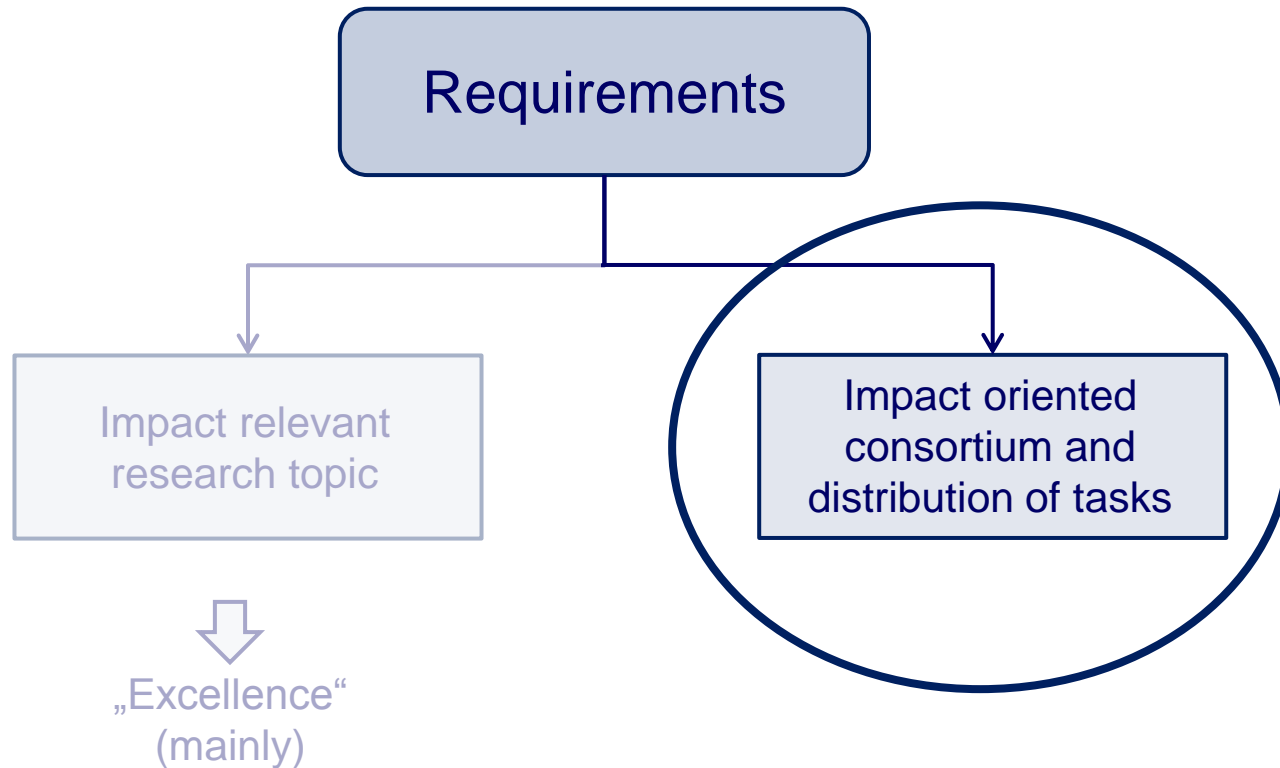 Requirements
Impact relevant
research topic
Impact oriented
consortium and
distribution of tasks
„Excellence“
(mainly)